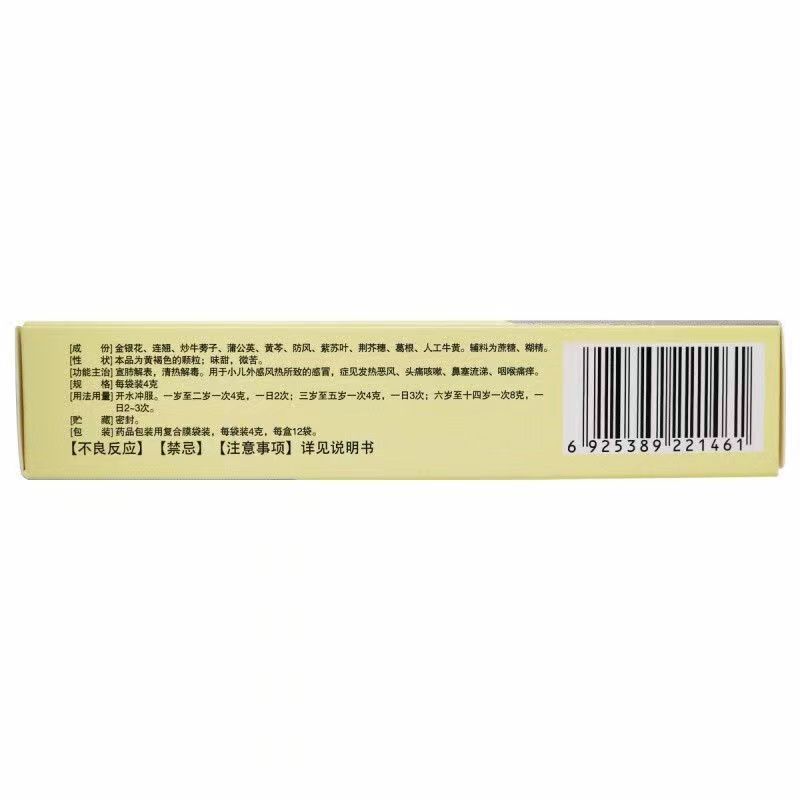 [成　份]金银花、连翘、炒牛蒡子、蒲公英、黄芩、防风、紫苏叶、荆芥穗、葛根、人工牛黄。辅料为蔗糖、糊精。
[性　状]本品为黄褐色的颗粒；味甜，微苦。
[功能主治]宣肺解表，清热解毒。用于小儿外感风热所致的感冒，症见发热恶风、头痛咳嗽、鼻塞流涕、咽喉痛痒。
[规　格]每袋装4克
[用法用量]开水冲服。一岁至二岁一次4克，一日2次；三岁至五岁一次4克，一日3次；六岁至十四岁一次8克，一
日2~3次。
[贮　藏]密封。
[包　装]药品包装用复合膜袋装，每袋装4克，每盒12袋。
【不良反应】【禁忌】【注意事项】详见说明书
6 925389 221461